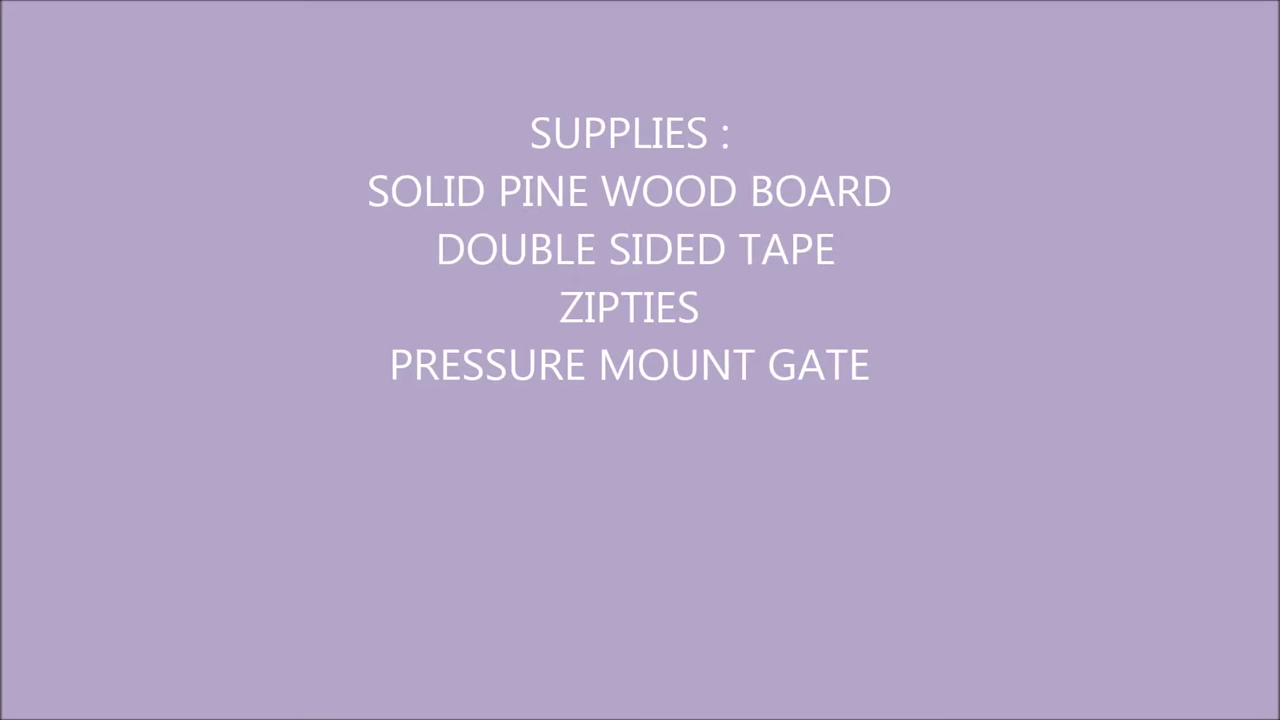 SUPPLIES :
SOLID PINE WOOD BOARD
DOUBLE SIDED TAPE
ZIPTIES
PRESSURE MOUNT GATE